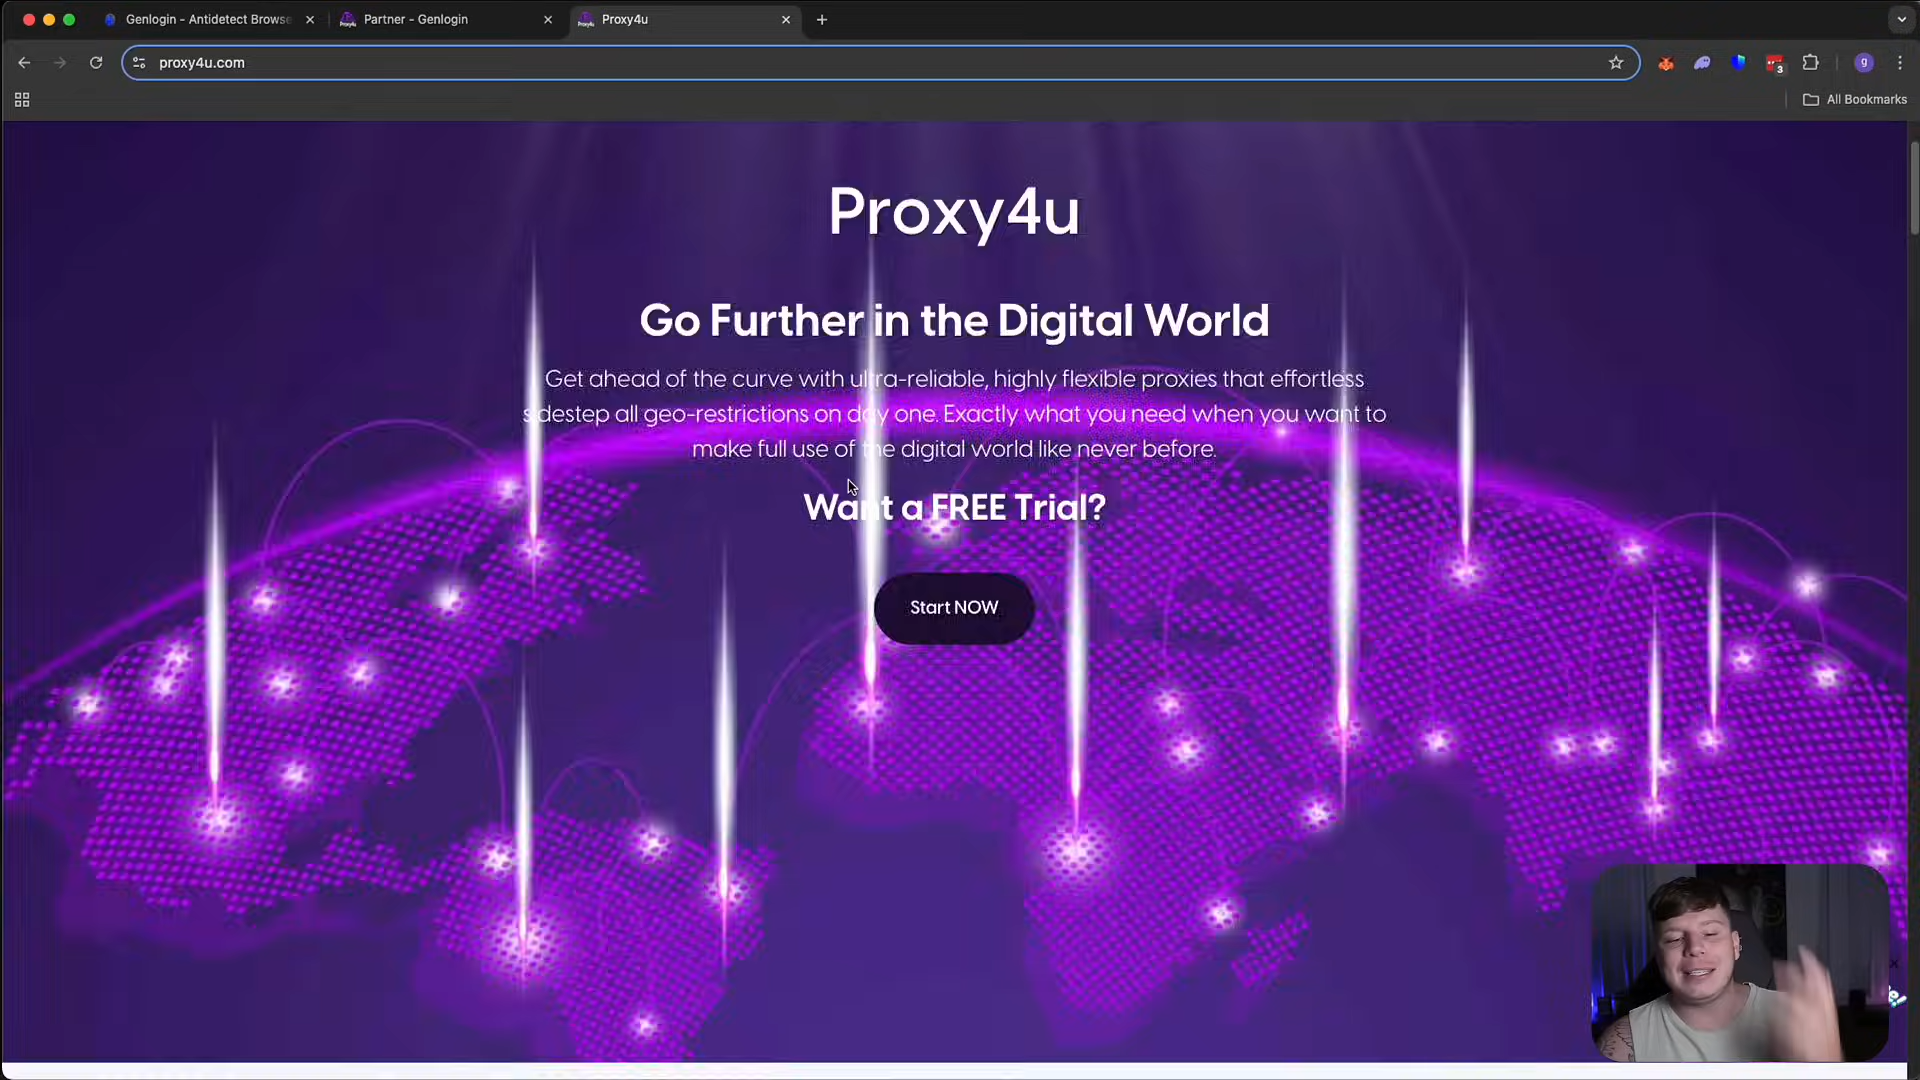 Genlogin - Antidetect Browse
Partner - Genlogin
Proxy4u
proxy4u.com
g
3
All Bookmarks
Proxy4u
Go Further in the Digital World
Get ahead of the curve with ultra-reliable, highly flexible proxies that effortless
sidestep all geo-restrictions on day one. Exactly what you need when you want to
make full use of the digital world like never before.
Want a FREE Trial?
Start NOW